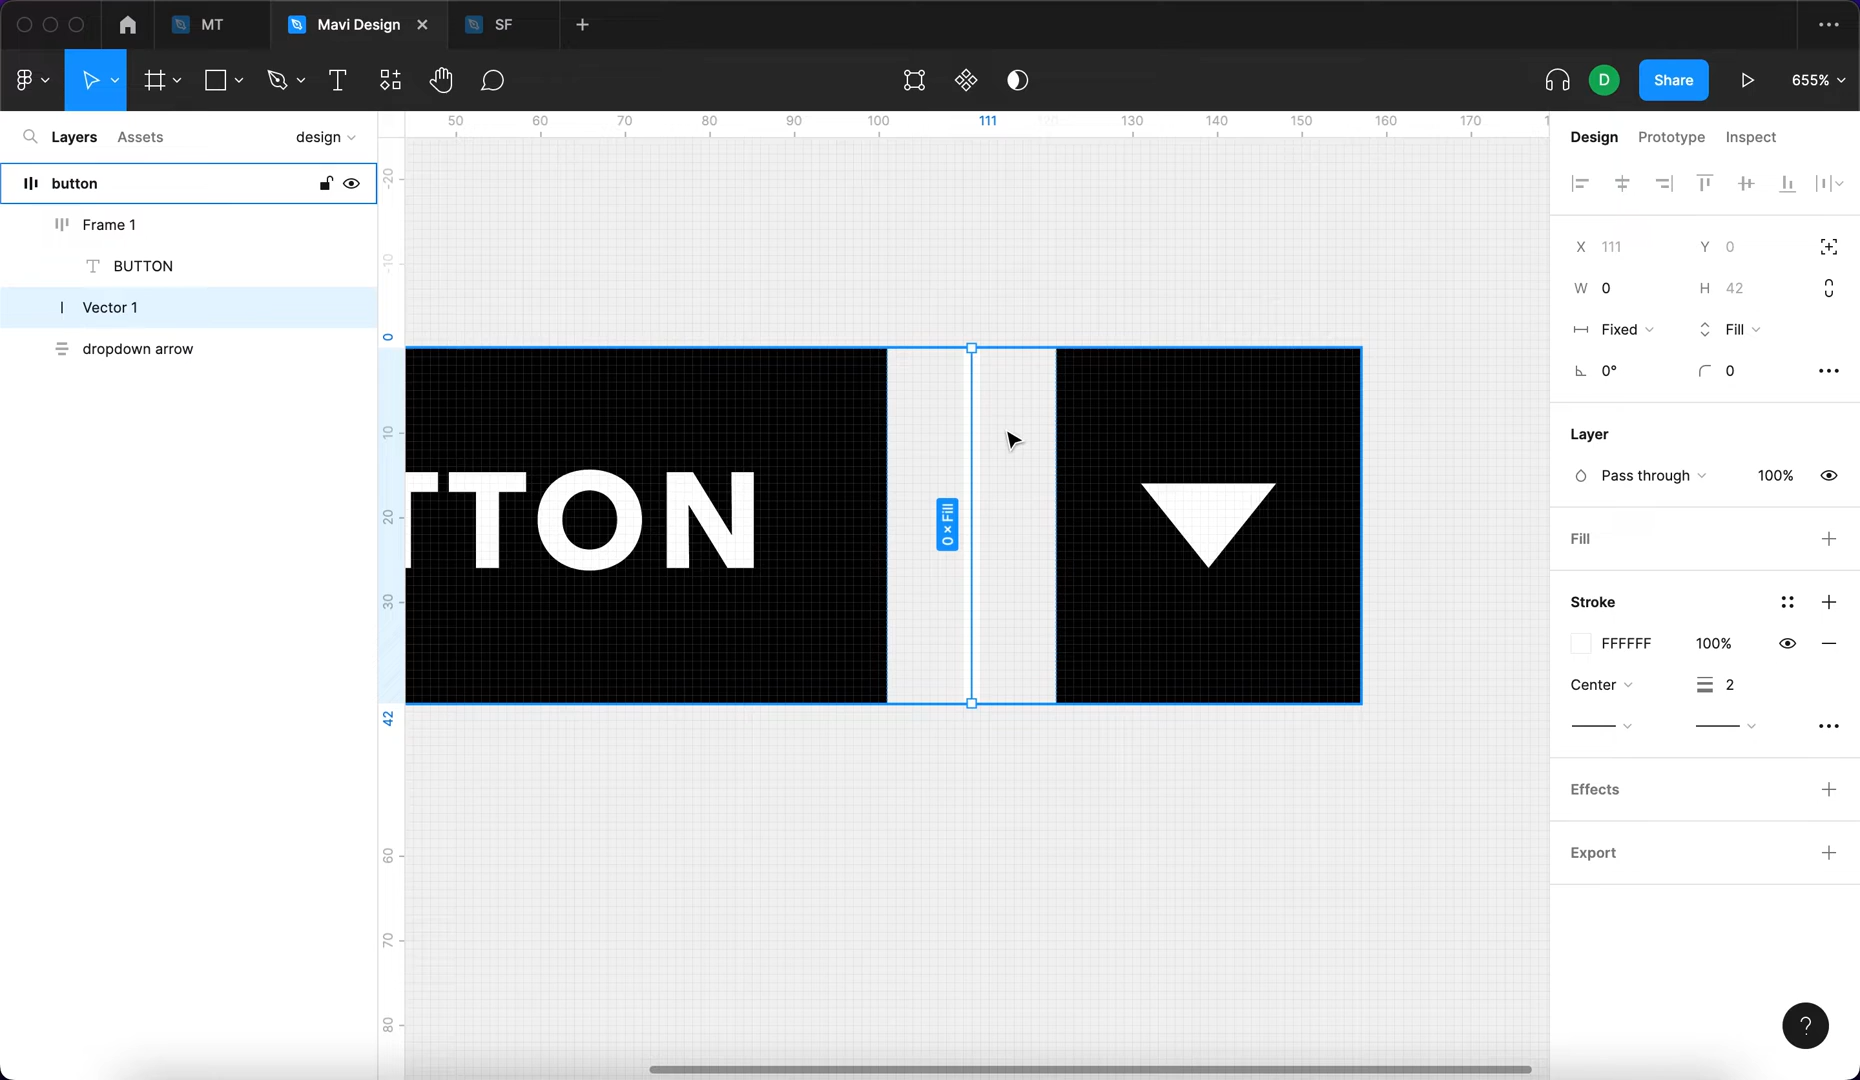 MT
Mavi Design
SF
D
Share
655%
Layers
Assets
design
50 60 70 80 90 100 111 130 140 150 160 170
Design
Prototype
Inspect
button
Frame 1
BUTTON
Vector 1
dropdown arrow
-20
-10
0
10
20
30
42
60
70
80
TTON
0 × Fill
X 111 Y 0
W 0 H 42
Fixed Fill
0° 0
Layer
Pass through 100%
Fill
Stroke
FFFFFF 100%
Center 2
Effects
Export
?